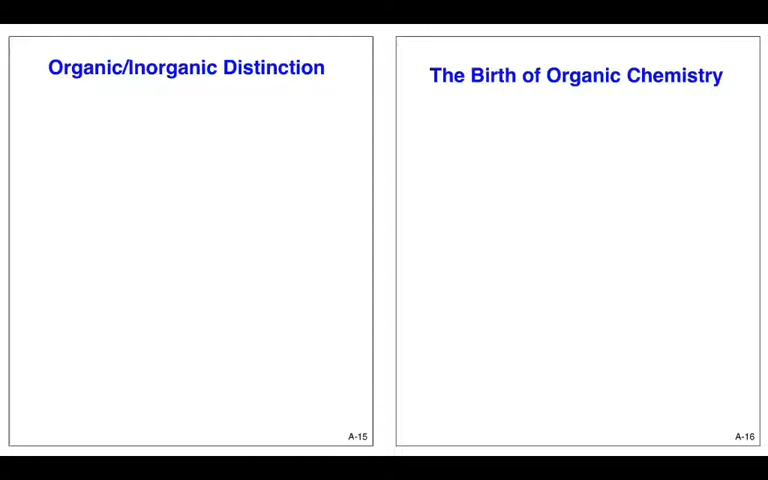 Organic/Inorganic Distinction
A-15
The Birth of Organic Chemistry
A-16